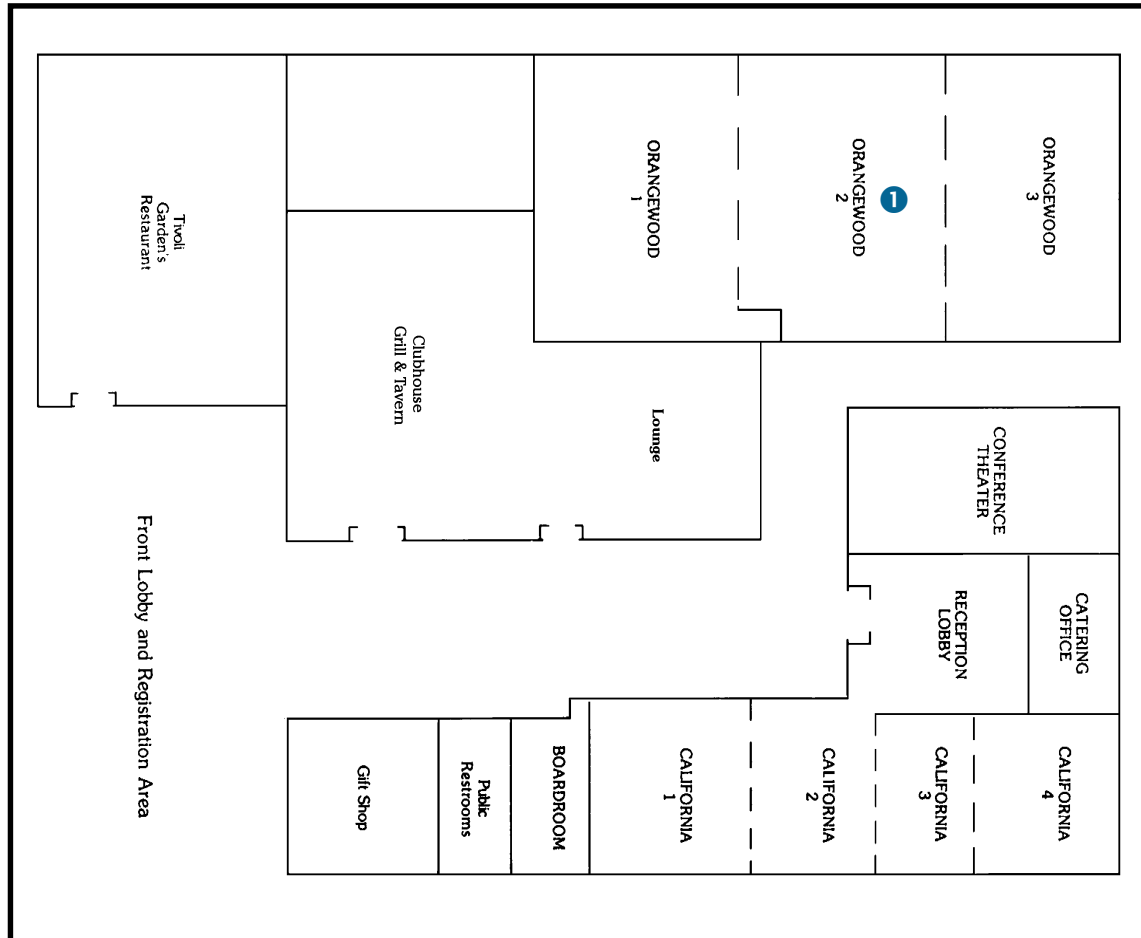 ORANGEWOOD
3
ORANGEWOOD
2
1
ORANGEWOOD
1
Tivoli
Garden's
Restaurant
Clubhouse
Grill & Tavern
Lounge
CONFERENCE
THEATER
CATERING
OFFICE
RECEPTION
LOBBY
CALIFORNIA
4
CALIFORNIA
3
CALIFORNIA
2
CALIFORNIA
1
BOARDROOM
Public
Restrooms
Gift Shop
Front Lobby and Registration Area